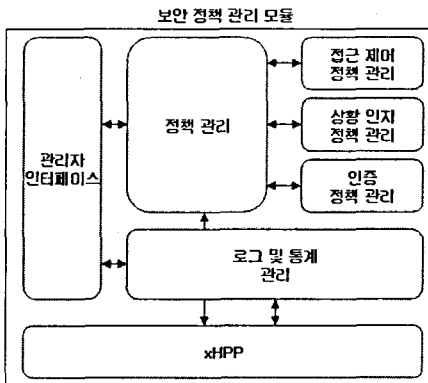 보안 정책 관리 모듈
접근 제어
정책 관리
정책 관리
상황 인지
정책 관리
관리자
인터페이스
인증
정책 관리
로그 및 통계
관리
xHPP